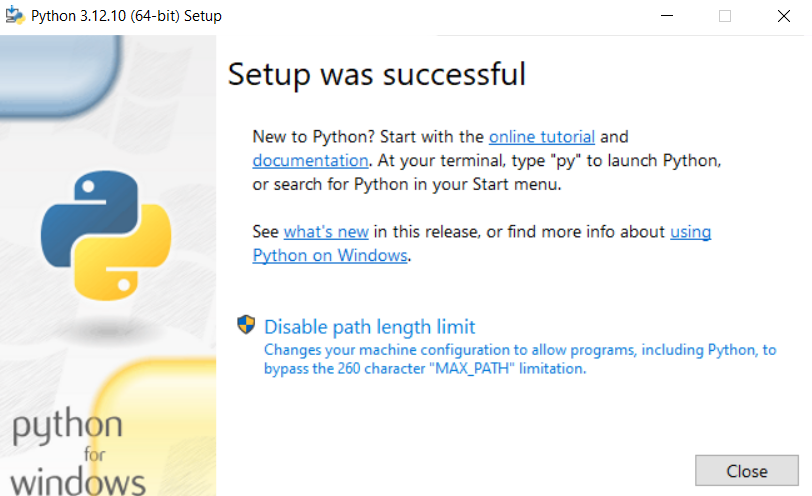 Python 3.12.10 (64-bit) Setup
Setup was successful
New to Python? Start with the online tutorial and
documentation. At your terminal, type "py" to launch Python,
or search for Python in your Start menu.
See what's new in this release, or find more info about using
Python on Windows.
Disable path length limit
Changes your machine configuration to allow programs, including Python, to
bypass the 260 character "MAX_PATH" limitation.
python
for
windows
Close